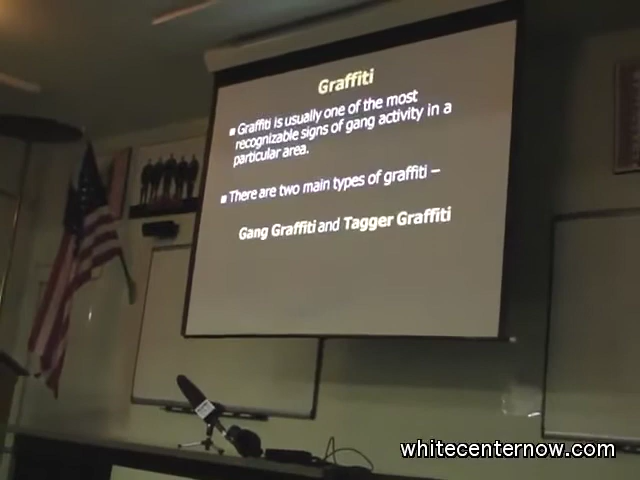 Graffiti
▪ Graffiti is usually one of the most
recognizable signs of gang activity in a
particular area.
▪ There are two main types of graffiti –
Gang Graffiti and Tagger Graffiti
whitecenternow.com